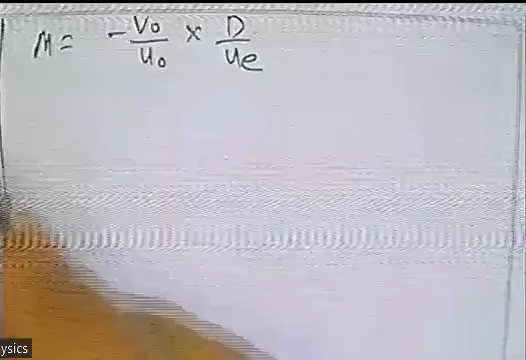 M = -V₀/u₀ × D/uₑ
ysics